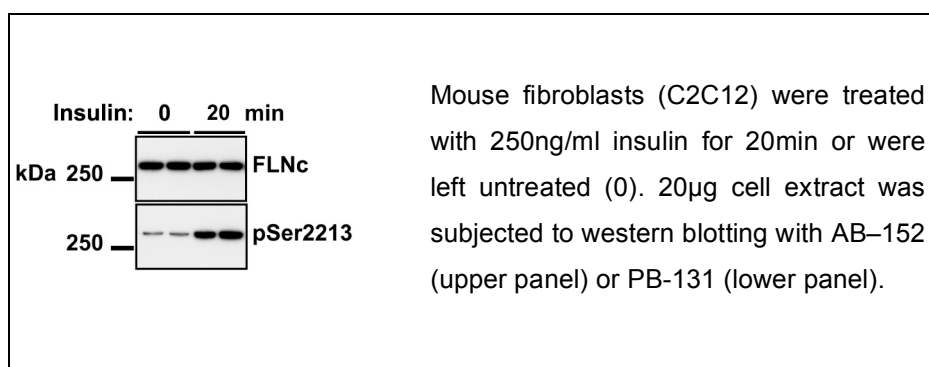 Insulin: 0 20 min
kDa 250 FLNc
250 pSer2213
Mouse fibroblasts (C2C12) were treated
with 250ng/ml insulin for 20min or were
left untreated (0). 20µg cell extract was
subjected to western blotting with AB–152
(upper panel) or PB-131 (lower panel).